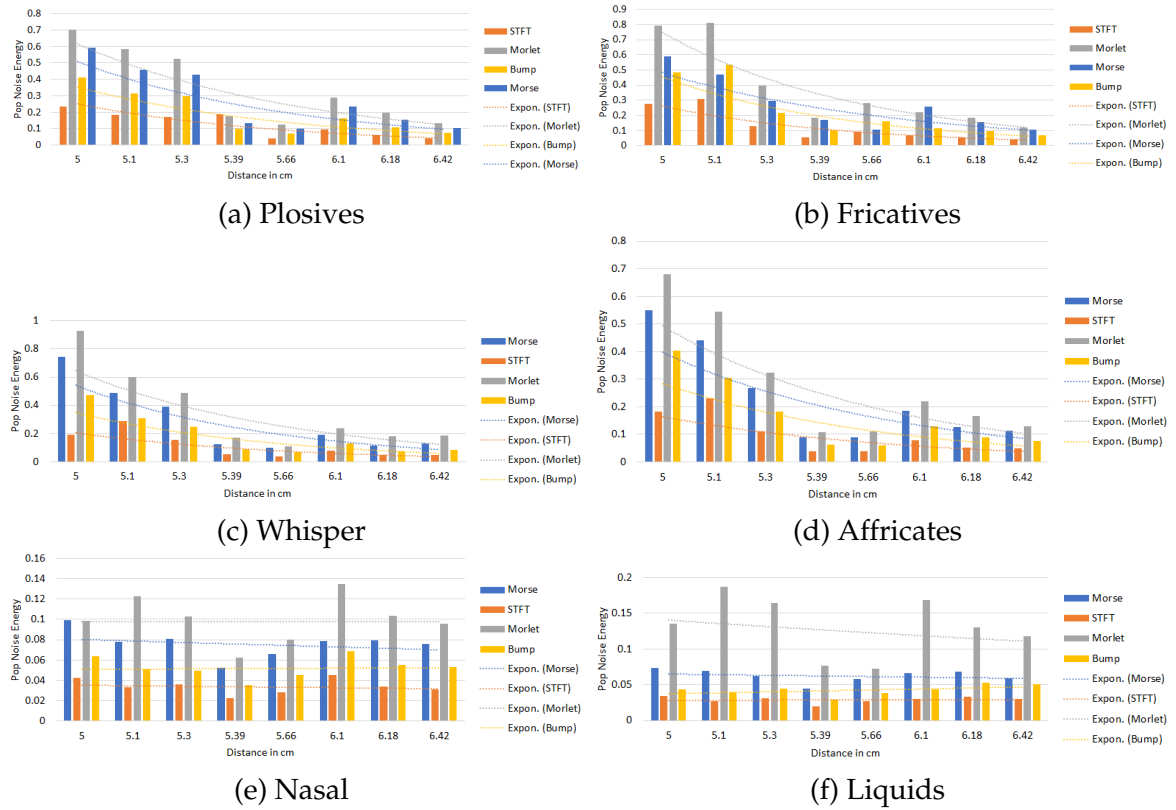 Pop Noise Energy
0.8
0.7
0.6
0.5
0.4
0.3
0.2
0.1
0
5 5.1 5.3 5.39 5.66 6.1 6.18 6.42
Distance in cm
STFT
Morlet
Bump
Morse
Expon. (STFT)
Expon. (Morlet)
Expon. (Bump)
Expon. (Morse)
(a) Plosives
Pop Noise Energy
0.9
0.8
0.7
0.6
0.5
0.4
0.3
0.2
0.1
0
5 5.1 5.3 5.39 5.66 6.1 6.18 6.42
Distance in cm
STFT
Morlet
Morse
Bump
Expon. (STFT)
Expon. (Morlet)
Expon. (Morse)
Expon. (Bump)
(b) Fricatives
Pop Noise Energy
1
0.8
0.6
0.4
0.2
0
5 5.1 5.3 5.39 5.66 6.1 6.18 6.42
Distance in cm
Morse
STFT
Morlet
Bump
Expon. (Morse)
Expon. (STFT)
Expon. (Morlet)
Expon. (Bump)
(c) Whisper
Pop Noise Energy
0.8
0.7
0.6
0.5
0.4
0.3
0.2
0.1
0
5 5.1 5.3 5.39 5.66 6.1 6.18 6.42
Distance in cm
Morse
STFT
Morlet
Bump
Expon. (Morse)
Expon. (STFT)
Expon. (Morlet)
Expon. (Bump)
(d) Affricates
Pop Noise Energy
0.16
0.14
0.12
0.1
0.08
0.06
0.04
0.02
0
5 5.1 5.3 5.39 5.66 6.1 6.18 6.42
Distance in cm
Morse
STFT
Morlet
Bump
Expon. (Morse)
Expon. (STFT)
Expon. (Morlet)
Expon. (Bump)
(e) Nasal
Pop Noise Energy
0.2
0.15
0.1
0.05
0
5 5.1 5.3 5.39 5.66 6.1 6.18 6.42
Distance in cm
Morse
STFT
Morlet
Bump
Expon. (Morse)
Expon. (STFT)
Expon. (Morlet)
Expon. (Bump)
(f) Liquids